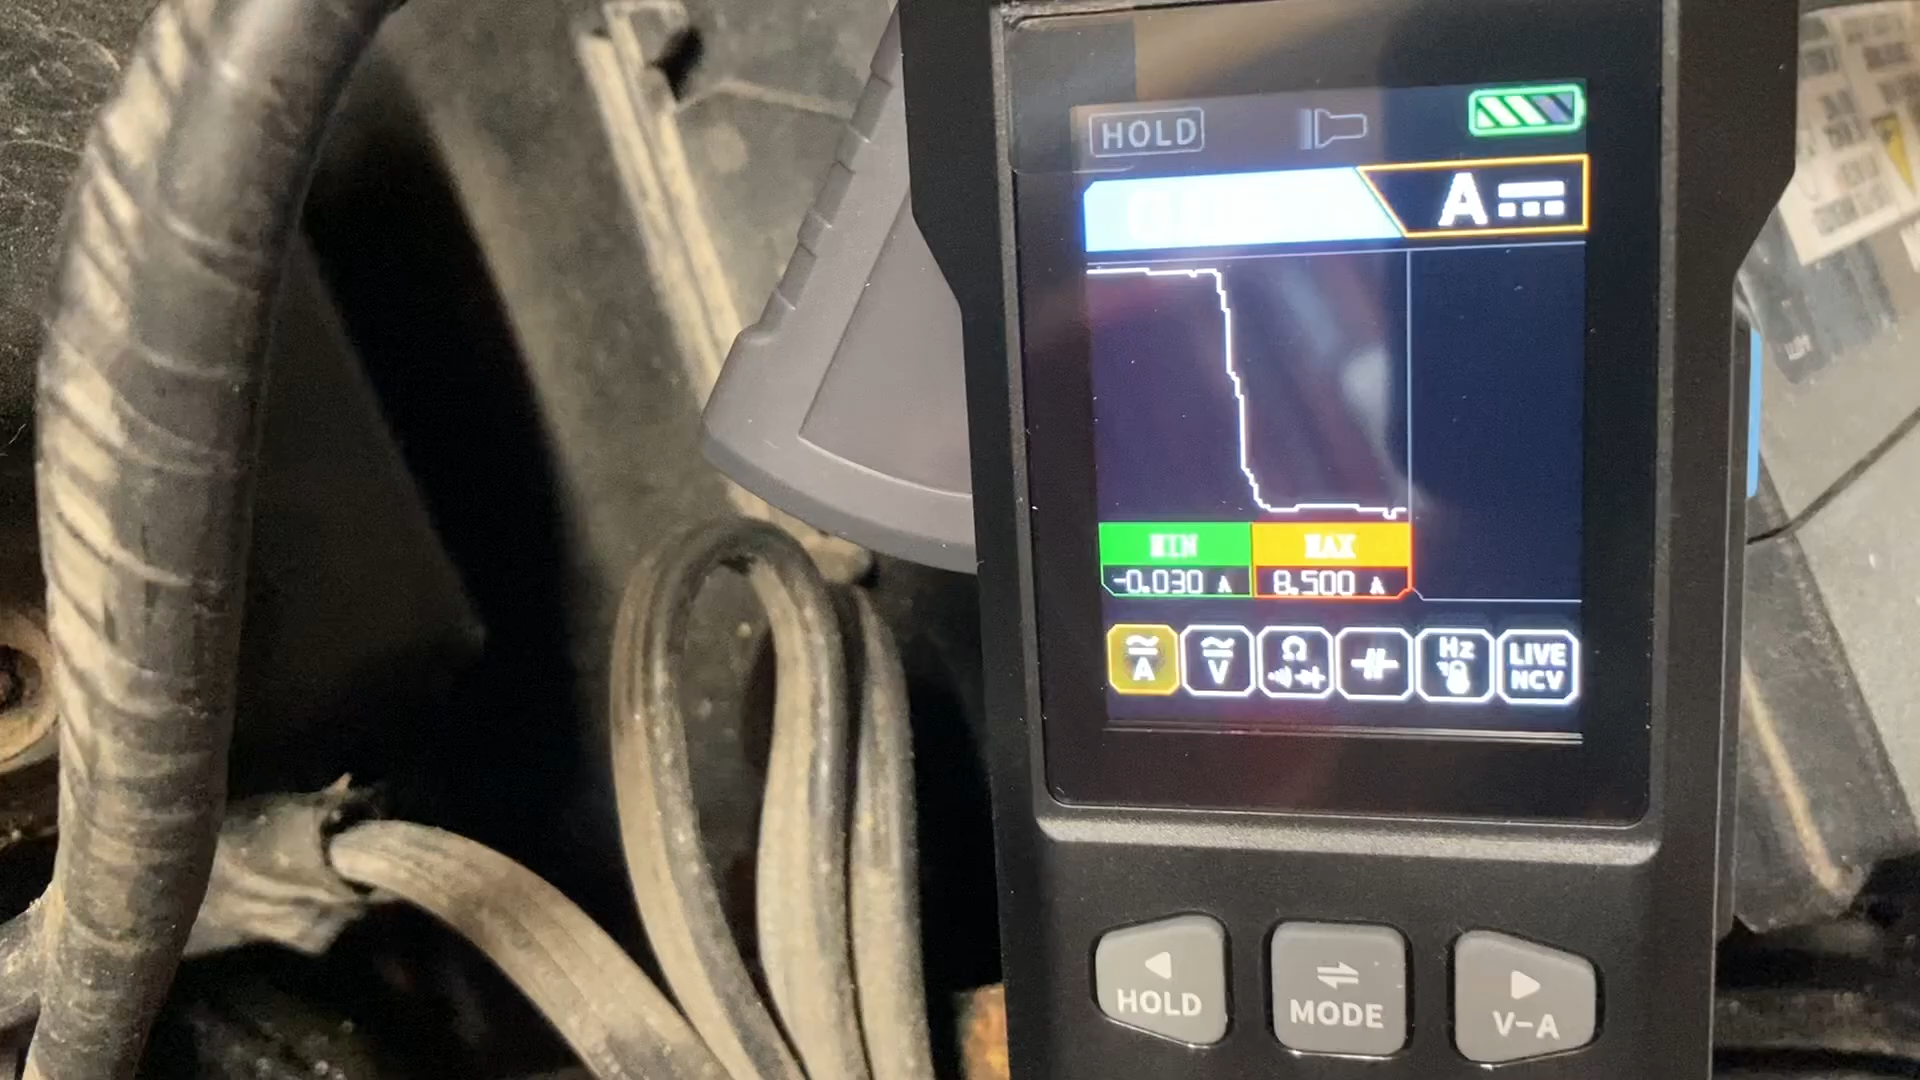 HOLD
A
MIN MAX
-0.030 A 8.500 A
A V Ω Hz LIVE NCV
HOLD MODE V-A